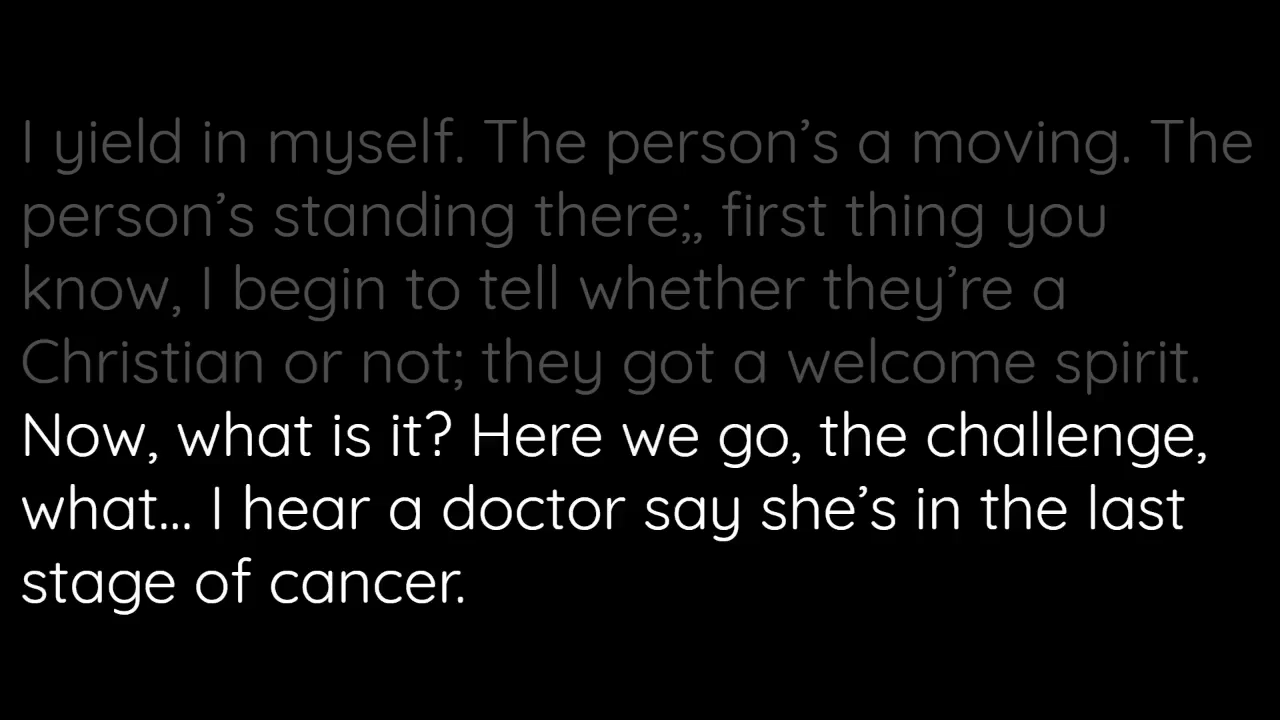 I yield in myself. The person’s a moving. The
person’s standing there;, first thing you
know, I begin to tell whether they’re a
Christian or not; they got a welcome spirit.
Now, what is it? Here we go, the challenge,
what... I hear a doctor say she’s in the last
stage of cancer.